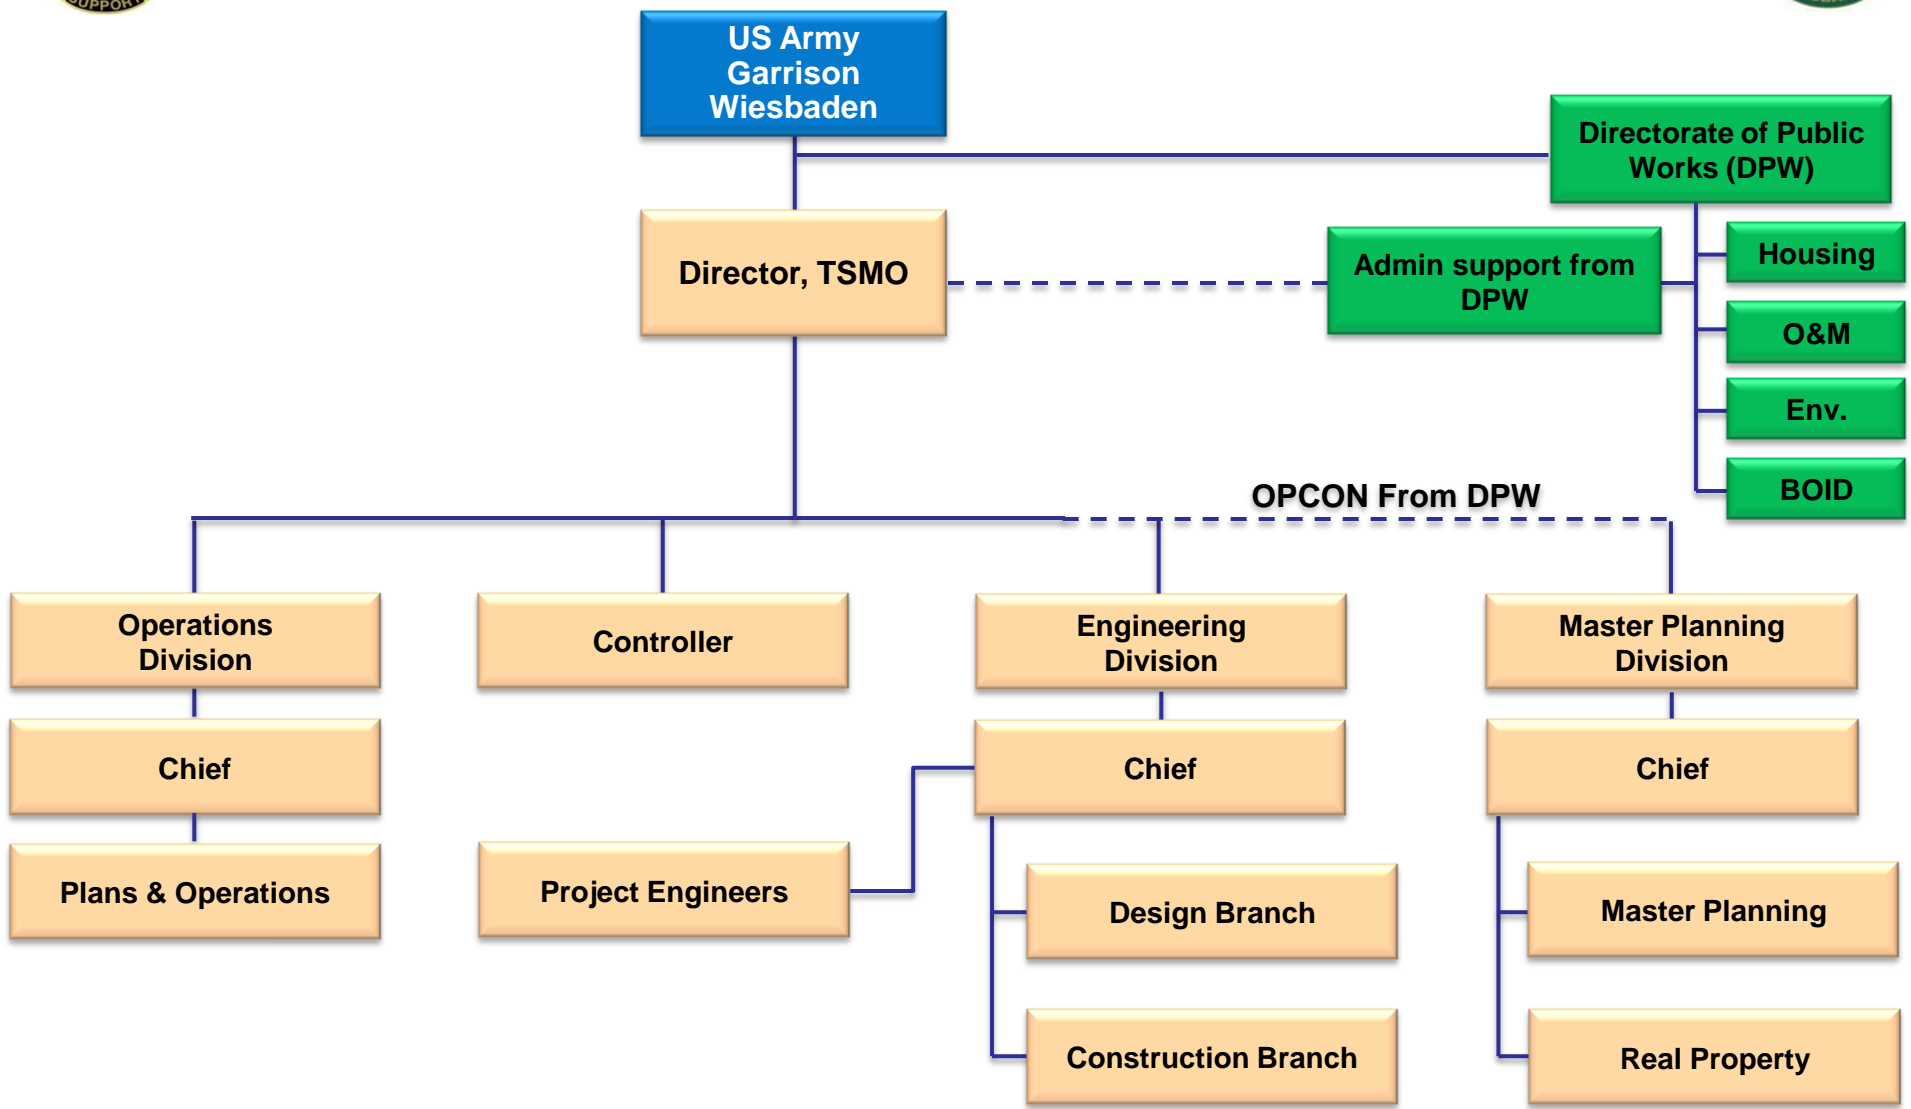 SUPPORT
US Army
Garrison
Wiesbaden
Directorate of Public
Works (DPW)
Director, TSMO
Admin support from
DPW
Housing
O&M
Env.
BOID
OPCON From DPW
Operations
Division
Controller
Engineering
Division
Master Planning
Division
Chief
Chief
Chief
Plans & Operations
Project Engineers
Design Branch
Master Planning
Construction Branch
Real Property